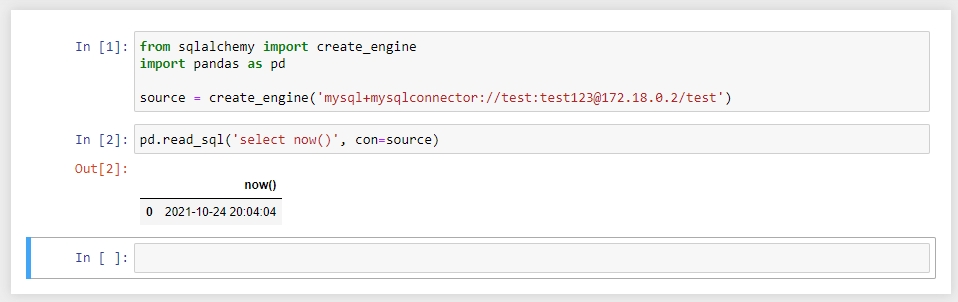 In [1]: from sqlalchemy import create_engine
import pandas as pd
source = create_engine('mysql+mysqlconnector://test:test123@172.18.0.2/test')
In [2]: pd.read_sql('select now()', con=source)
Out[2]:
now()
0 2021-10-24 20:04:04
In [ ]: